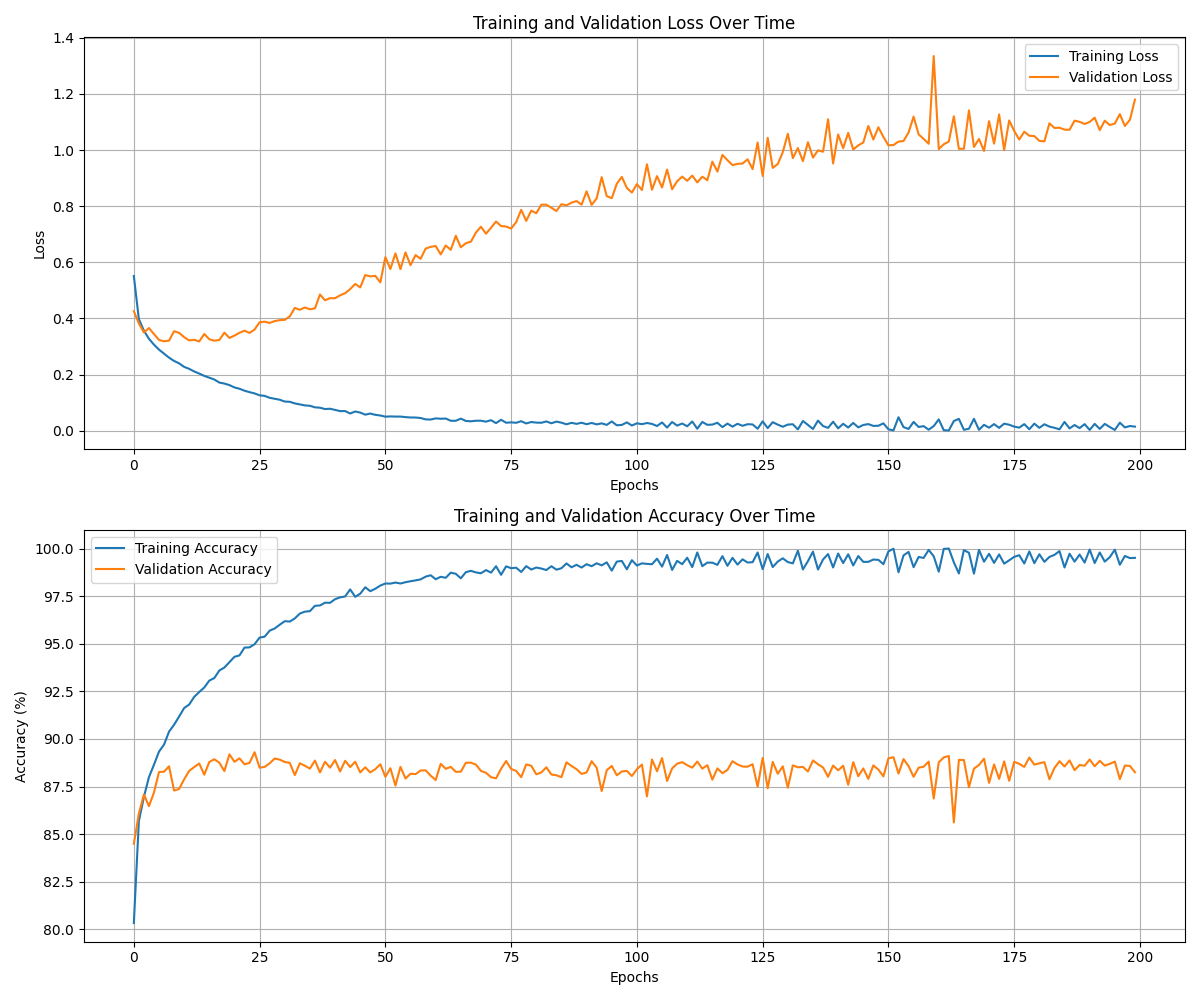 Training and Validation Loss Over Time
1.4
1.2
1.0
0.8
0.6
0.4
0.2
0.0
Loss
Training Loss
Validation Loss
0 25 50 75 100 125 150 175 200
Epochs
Training and Validation Accuracy Over Time
100.0
97.5
95.0
92.5
90.0
87.5
85.0
82.5
80.0
Accuracy (%)
Training Accuracy
Validation Accuracy
0 25 50 75 100 125 150 175 200
Epochs